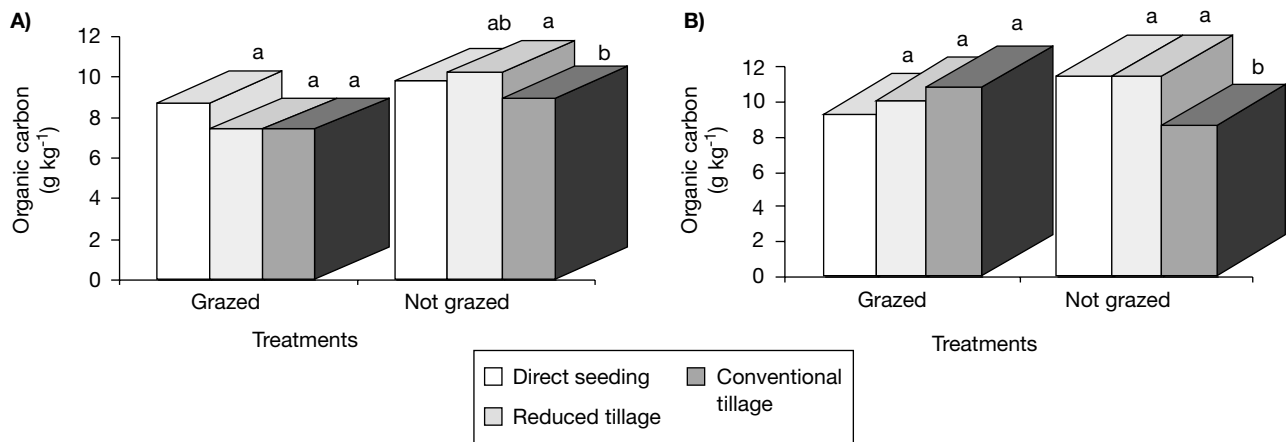 A)
Organic carbon
(g kg-1)
12
10
8
6
4
2
0
a
a
a
ab
a
b
Grazed
Not grazed
Treatments
B)
Organic carbon
(g kg-1)
12
10
8
6
4
2
0
a
a
a
a
a
b
Grazed
Not grazed
Treatments
Direct seeding
Reduced tillage
Conventional
tillage